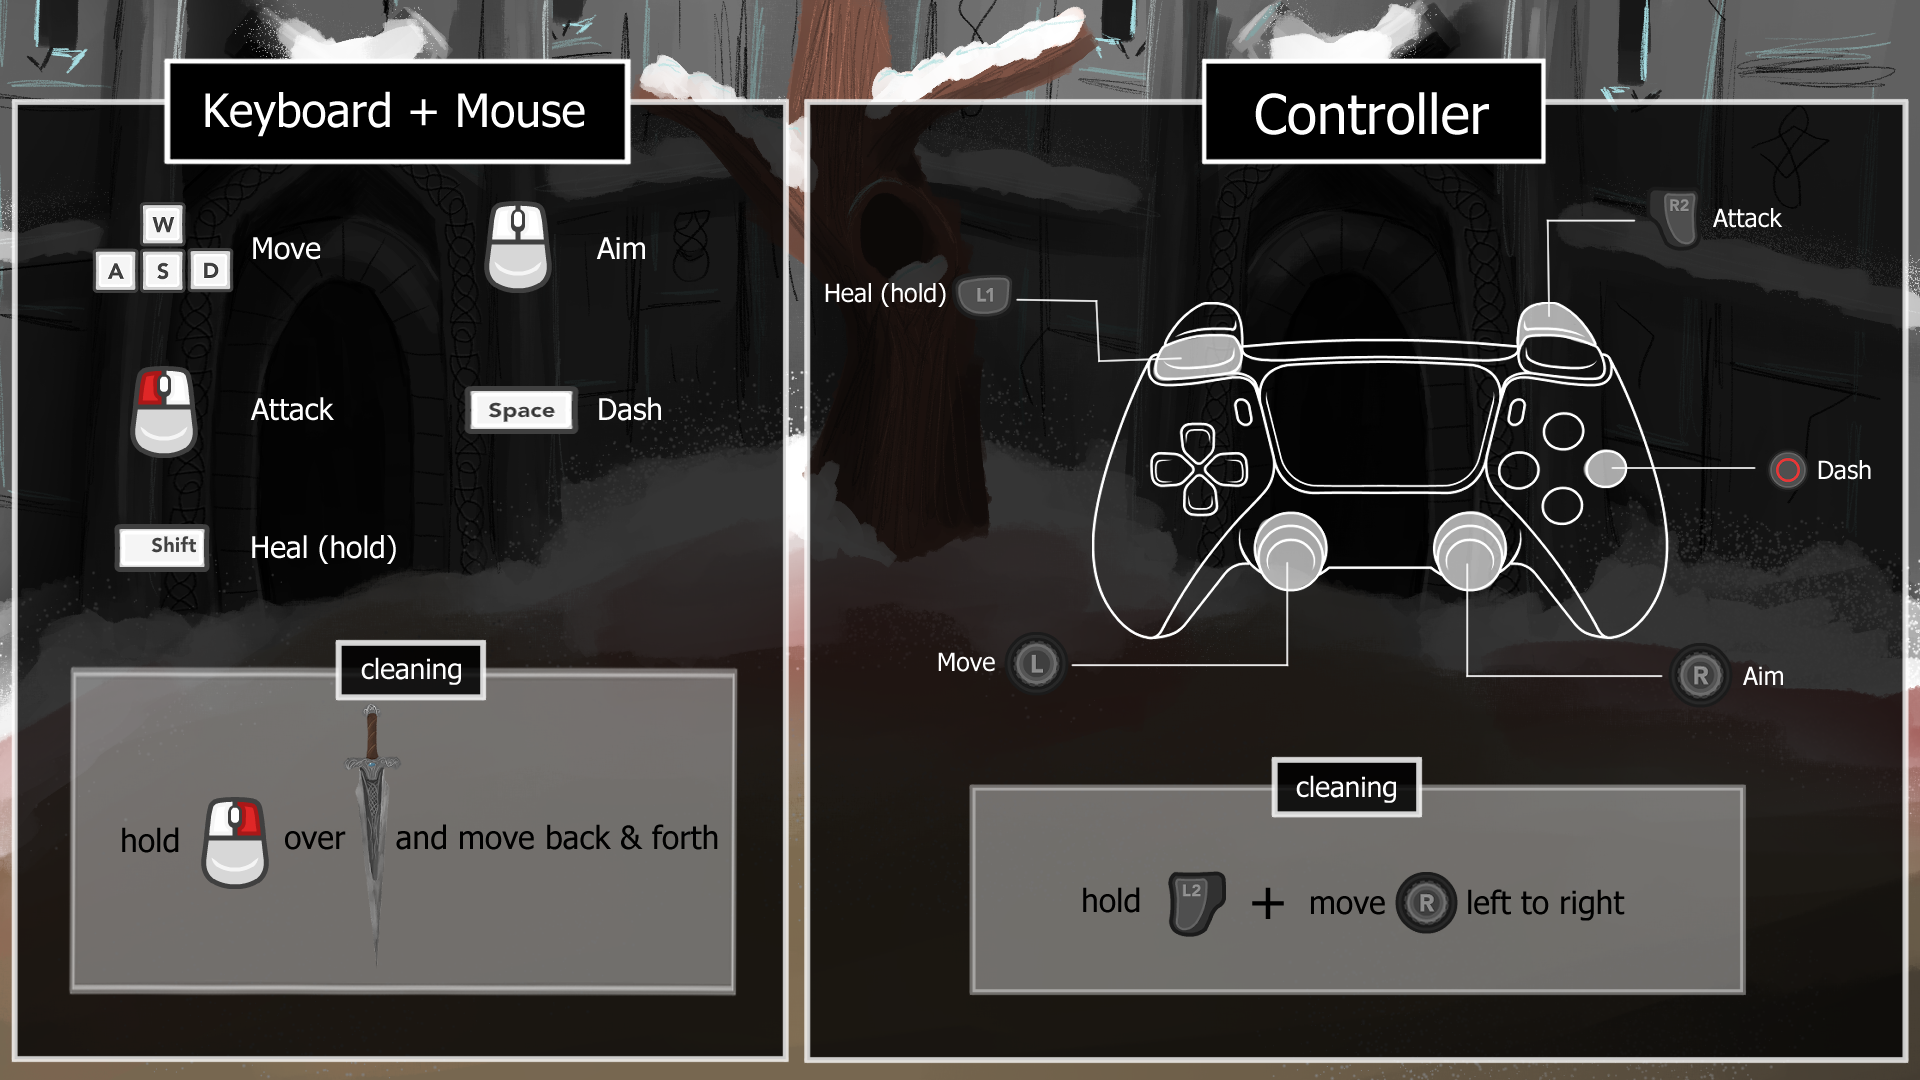 Keyboard + Mouse
W
A S D
Move
Aim
Attack
Space
Dash
Shift
Heal (hold)
cleaning
hold over and move back & forth
Controller
R2 Attack
Heal (hold) L1
Dash
Move L
R Aim
cleaning
hold L2 + move R left to right